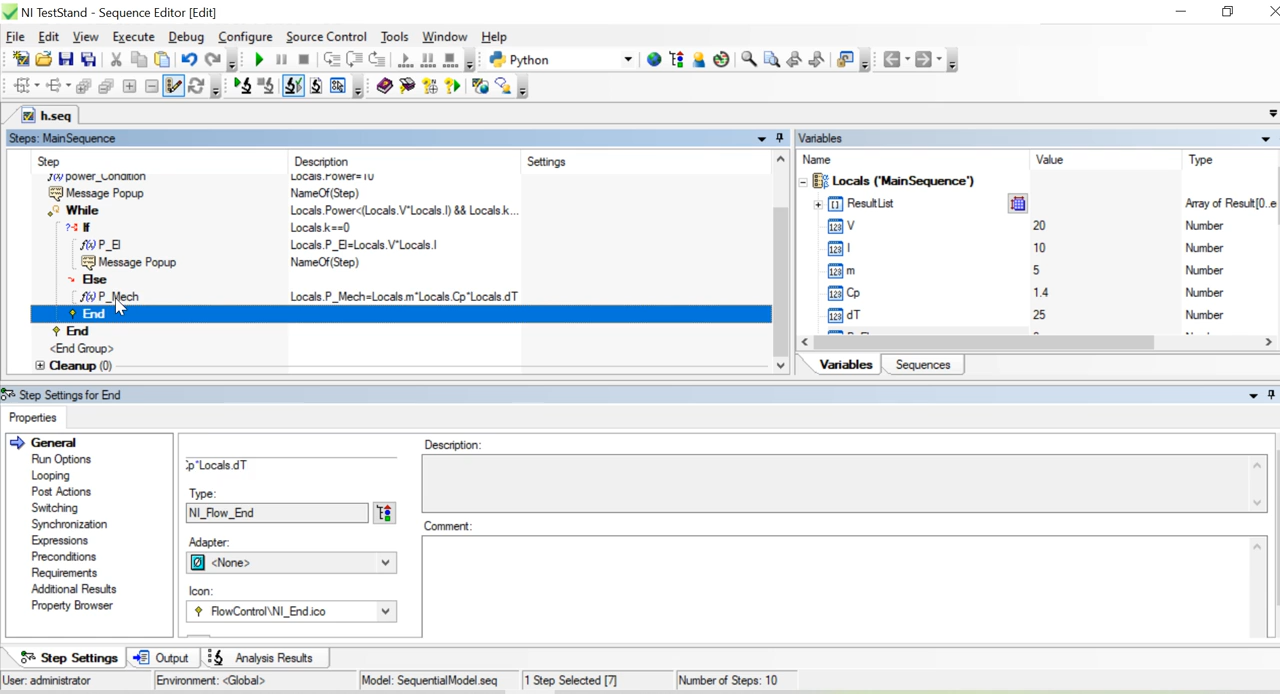 NI TestStand - Sequence Editor [Edit]
File Edit View Execute Debug Configure Source Control Tools Window Help
Python
h.seq
Steps: MainSequence
Step Description Settings
power_Condition Locals.Power=10
Message Popup NameOf(Step)
While Locals.Power<(Locals.V*Locals.I) && Locals.k...
If Locals.k==0
P_El Locals.P_El=Locals.V*Locals.I
Message Popup NameOf(Step)
Else
P_Mech Locals.P_Mech=Locals.m*Locals.Cp*Locals.dT
End
End
<End Group>
Cleanup (0)
Variables
Name Value Type
Locals ('MainSequence')
ResultList Array of Result[0..e
V 20 Number
I 10 Number
m 5 Number
Cp 1.4 Number
dT 25 Number
Variables Sequences
Step Settings for End
Properties
General
Run Options
Looping
Post Actions
Switching
Synchronization
Expressions
Preconditions
Requirements
Additional Results
Property Browser
Cp*Locals.dT
Type:
NI_Flow_End
Adapter:
<None>
Icon:
FlowControl\NI_End.ico
Description:
Comment:
Step Settings Output Analysis Results
User: administrator Environment: <Global> Model: SequentialModel.seq 1 Step Selected [7] Number of Steps: 10